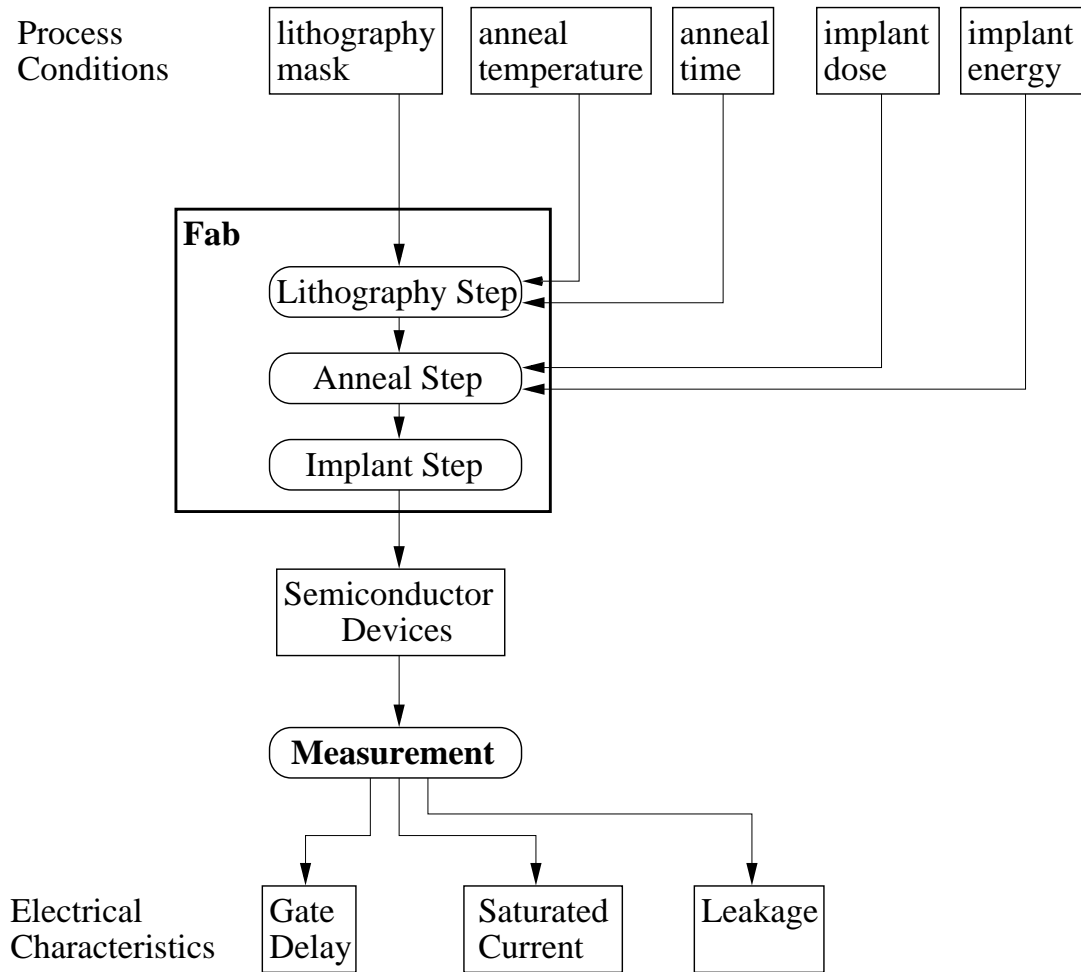 Process
Conditions
lithography
mask
anneal
temperature
anneal
time
implant
dose
implant
energy
Fab
Lithography Step
Anneal Step
Implant Step
Semiconductor
Devices
Measurement
Electrical
Characteristics
Gate
Delay
Saturated
Current
Leakage